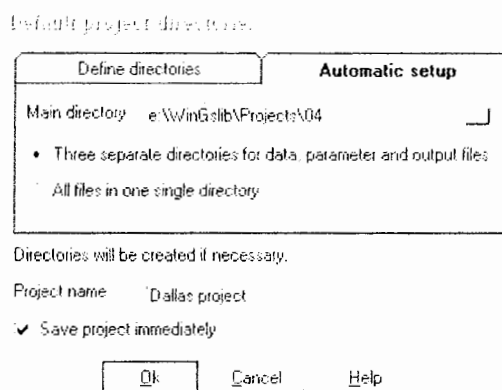 Default project directories
Define directories
Automatic setup
Main directory e:\WinGslib\Projects\04
Three separate directories for data, parameter and output files
All files in one single directory
Directories will be created if necessary.
Project name Dallas project
Save project immediately
Ok Cancel Help